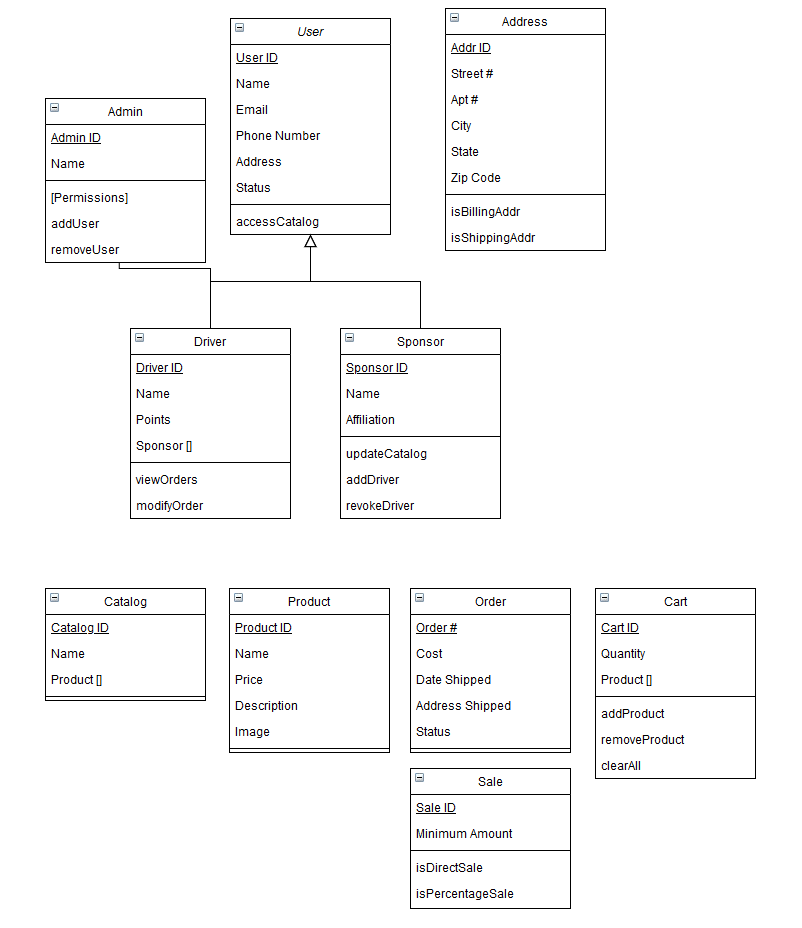 User
User ID
Name
Email
Phone Number
Address
Status
accessCatalog
Address
Addr ID
Street #
Apt #
City
State
Zip Code
isBillingAddr
isShippingAddr
Admin
Admin ID
Name
[Permissions]
addUser
removeUser
Driver
Driver ID
Name
Points
Sponsor []
viewOrders
modifyOrder
Sponsor
Sponsor ID
Name
Affiliation
updateCatalog
addDriver
revokeDriver
Catalog
Catalog ID
Name
Product []
Product
Product ID
Name
Price
Description
Image
Order
Order #
Cost
Date Shipped
Address Shipped
Status
Cart
Cart ID
Quantity
Product []
addProduct
removeProduct
clearAll
Sale
Sale ID
Minimum Amount
isDirectSale
isPercentageSale